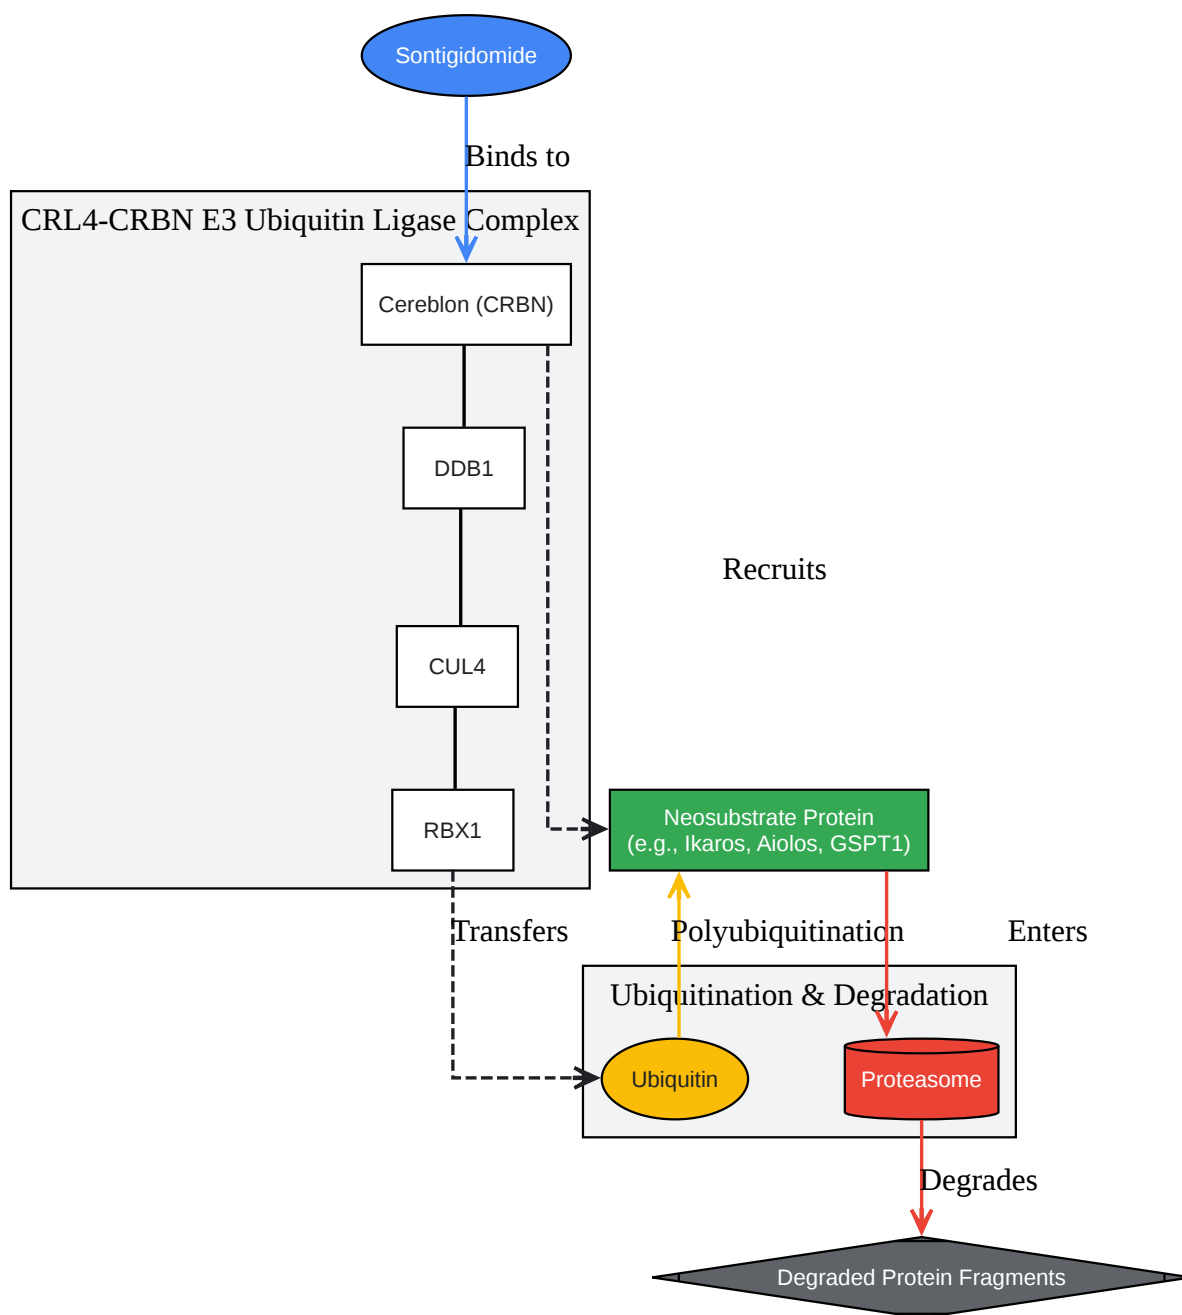 Sontigidomide
Binds to
CRL4-CRBN E3 Ubiquitin Ligase Complex
Cereblon (CRBN)
DDB1
Recruits
CUL4
RBX1
Neosubstrate Protein
(e.g., Ikaros, Aiolos, GSPT1)
Transfers
Polyubiquitination
Enters
Ubiquitination & Degradation
Ubiquitin
Proteasome
Degrades
Degraded Protein Fragments